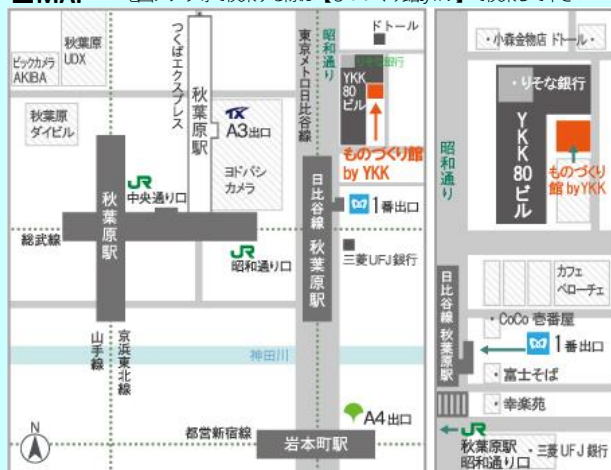 MAP
ドトール
秋葉原
UDX
ビックカメラ
AKIBA
つくばエクスプレス
秋葉原駅
東京メトロ日比谷線
昭和通り
りそな銀行
YKK
80
ビル
秋葉原
ダイビル
TX
A3出口
ヨドバシ
カメラ
ものづくり館
by YKK
JR
中央通り口
秋葉原駅
総武線
JR
昭和通り口
日比谷線 秋葉原駅
1番出口
三菱UFJ銀行
山手線
京浜東北線
神田川
N
都営新宿線
A4出口
岩本町駅
・小森金物店
ドトール・
・りそな銀行
YKK80ビル
昭和通り
ものづくり
館 by YKK
カフェ
ベローチェ
日比谷線 秋葉原駅
・CoCo 壱番屋
1番出口
・富士そば
・幸楽苑
JR
秋葉原駅
昭和通り口
・三菱UFJ銀行